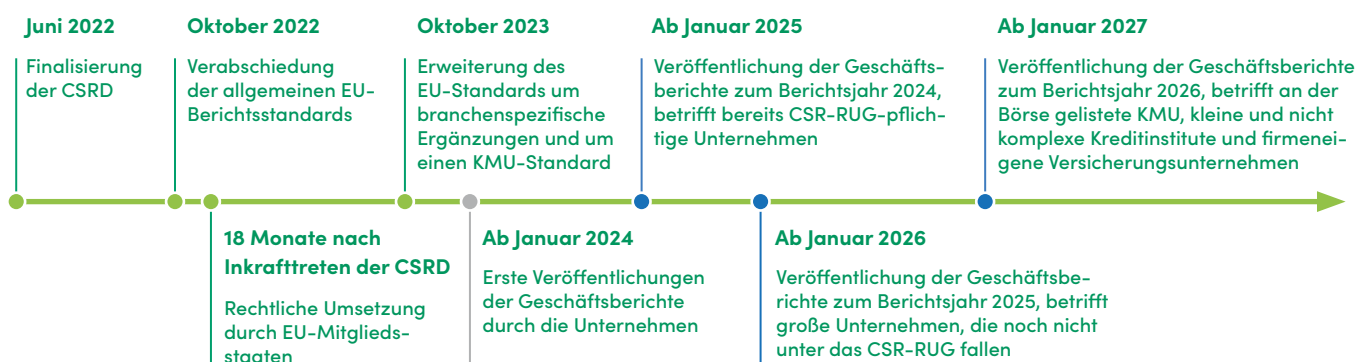 Juni 2022
Finalisierung
der CSRD
Oktober 2022
Verabschiedung
der allgemeinen EU-
Berichtsstandards
Oktober 2023
Erweiterung des
EU-Standards um
branchenspezifische
Ergänzungen und um
einen KMU-Standard
Ab Januar 2025
Veröffentlichung der Geschäfts-
berichte zum Berichtsjahr 2024,
betrifft bereits CSR-RUG-pflich-
tige Unternehmen
Ab Januar 2027
Veröffentlichung der Geschäftsberichte
zum Berichtsjahr 2026, betrifft an der
Börse gelistete KMU, kleine und nicht
komplexe Kreditinstitute und firmenei-
gene Versicherungsunternehmen
18 Monate nach
Inkrafttreten der CSRD
Rechtliche Umsetzung
durch EU-Mitglieds-
staaten
Ab Januar 2024
Erste Veröffentlichungen
der Geschäftsberichte
durch die Unternehmen
Ab Januar 2026
Veröffentlichung der Geschäftsbe-
richte zum Berichtsjahr 2025, betrifft
große Unternehmen, die noch nicht
unter das CSR-RUG fallen